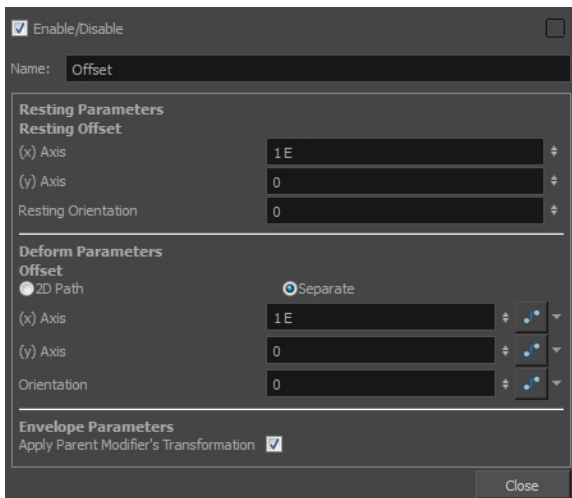 Enable/Disable
Name: Offset
Resting Parameters
Resting Offset
(x) Axis 1 E
(y) Axis 0
Resting Orientation 0
Deform Parameters
Offset
2D Path Separate
(x) Axis 1 E
(y) Axis 0
Orientation 0
Envelope Parameters
Apply Parent Modifier's Transformation
Close